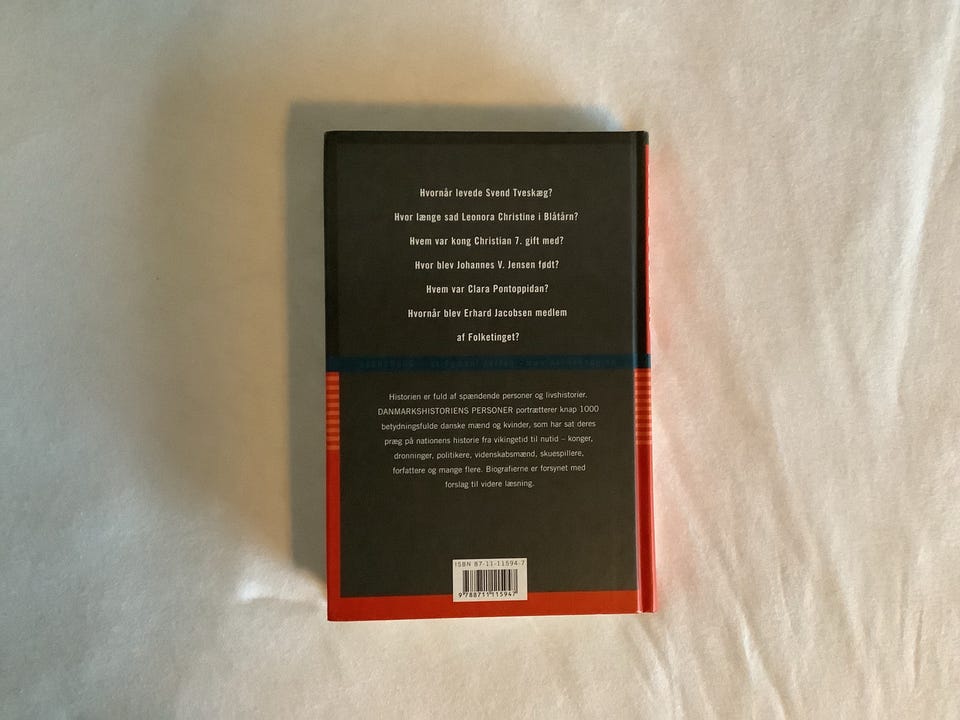 Hvornår levede Svend Tveskæg?
Hvor længe sad Leonora Christine i Blåtårn?
Hvem var kong Christian 7. gift med?
Hvor blev Johannes V. Jensen født?
Hvem var Clara Pontoppidan?
Hvornår blev Erhard Jacobsen medlem
af Folketinget?
Historien er fuld af spændende personer og livshistorier.
DANMARKSHISTORIENS PERSONER portrætterer knap 1000
betydningsfulde danske mænd og kvinder, som har sat deres
præg på nationens historie fra vikingetid til nutid – konger,
dronninger, politikere, videnskabsmænd, skuespillere,
forfattere og mange flere. Biografierne er forsynet med
forslag til videre læsning.
ISBN 87-11-11594-7
9 788711 115947